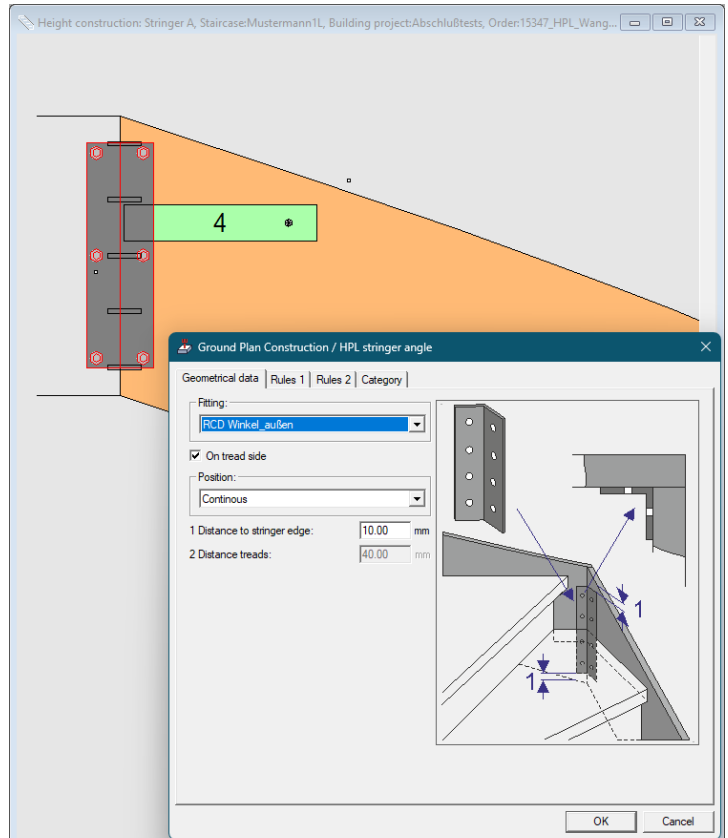 Height construction: Stringer A, Staircase:Mustermann1L, Building project:Abschlußtests, Order:15347_HPL_Wang...
4
Ground Plan Construction / HPL stringer angle
Geometrical data Rules 1 Rules 2 Category
Fitting:
RCD Winkel_außen
On tread side
Position:
Continous
1 Distance to stringer edge: 10.00 mm
2 Distance treads: 40.00 mm
1
1
OK Cancel